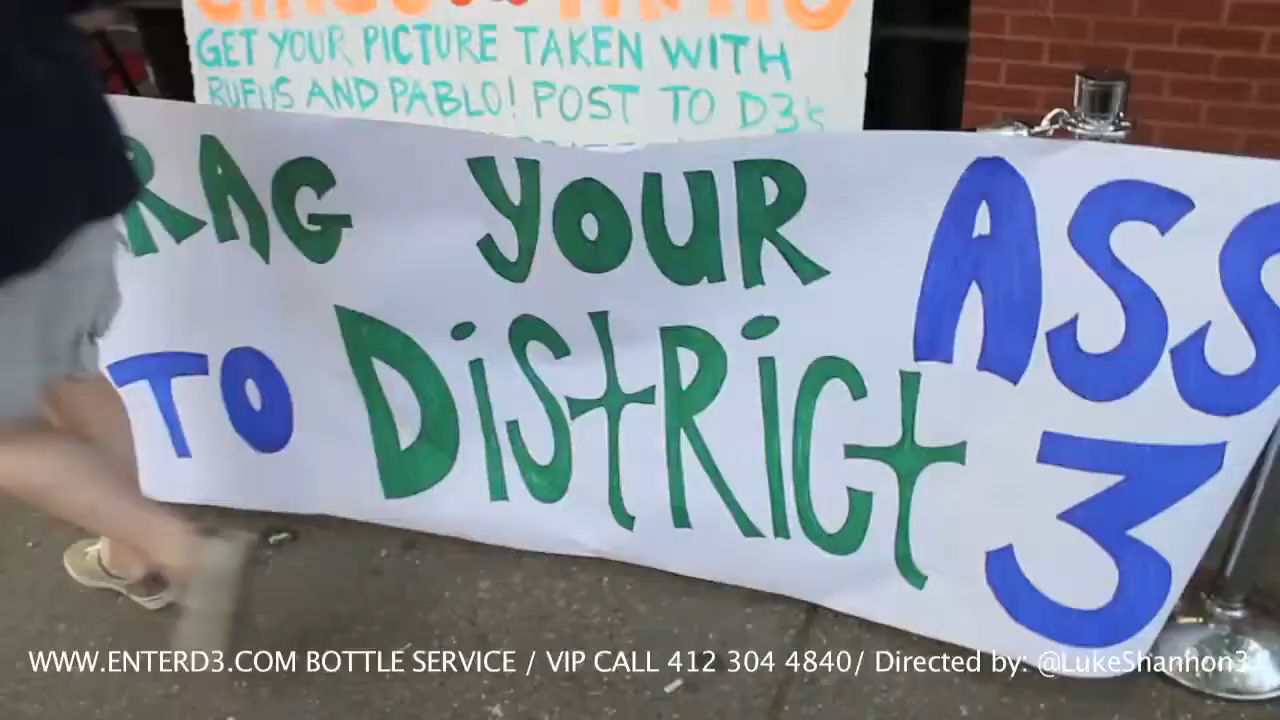 GET YOUR PICTURE TAKEN WITH
RUFUS AND PABLO! POST TO D3's
RAG YOUR ASS
TO DiStRiCt 3
WWW.ENTERD3.COM BOTTLE SERVICE / VIP CALL 412 304 4840/ Directed by: @LukeShannon3